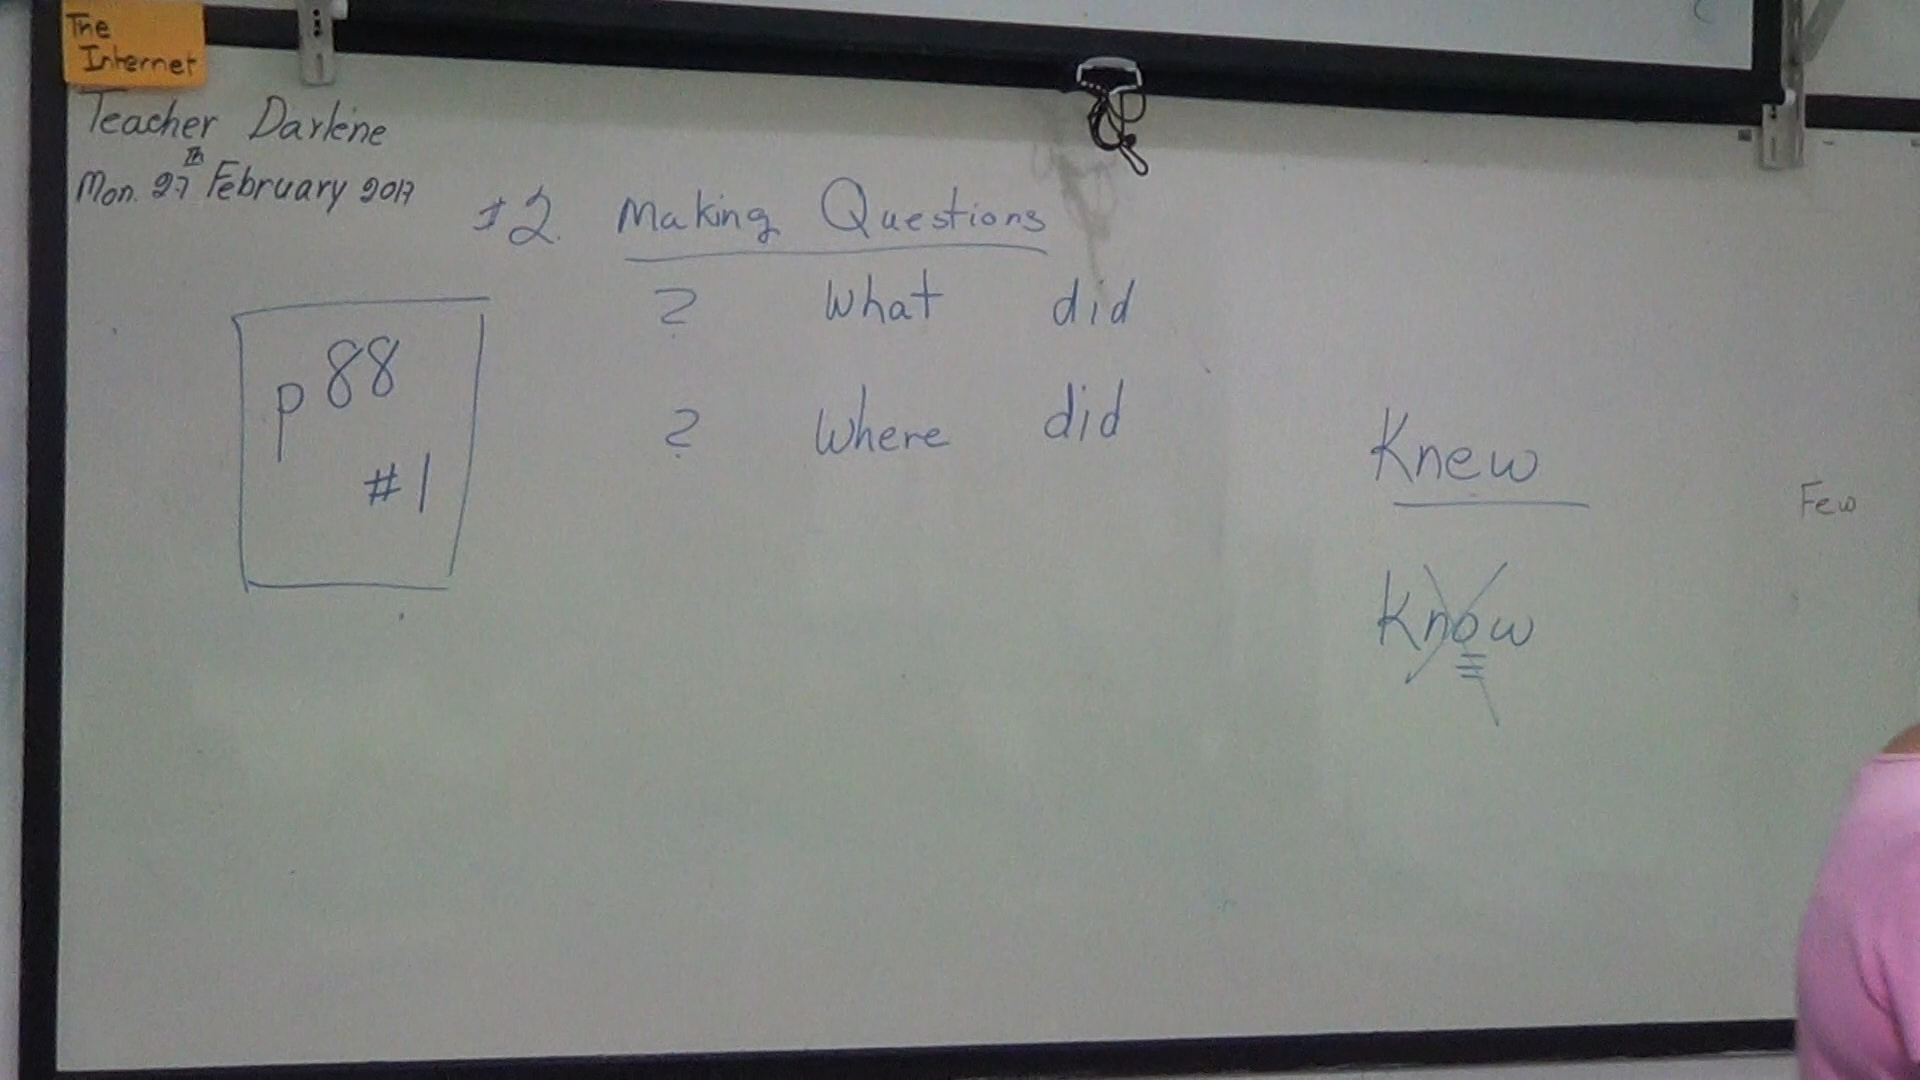 The
Internet
Teacher Darlene
Mon. 27th February 2017
#2. Making Questions
? What did
? Where did
p 88
#1
Knew
Few
Know